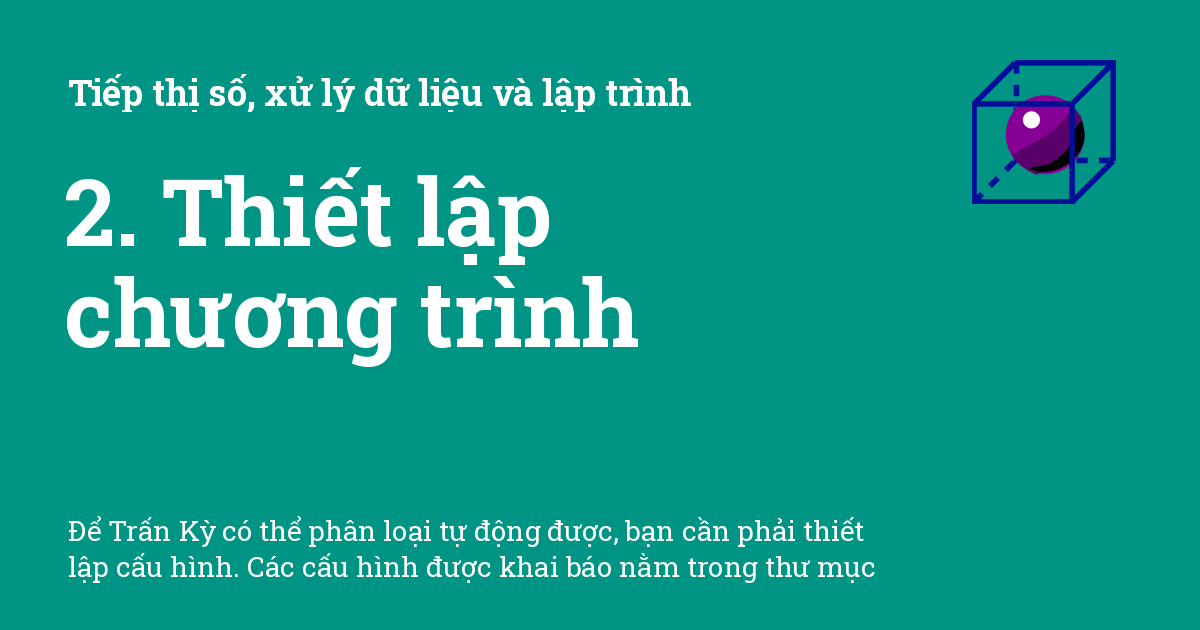 Tiếp thị số, xử lý dữ liệu và lập trình
2. Thiết lập
chương trình
Để Trấn Kỳ có thể phân loại tự động được, bạn cần phải thiết
lập cấu hình. Các cấu hình được khai báo nằm trong thư mục